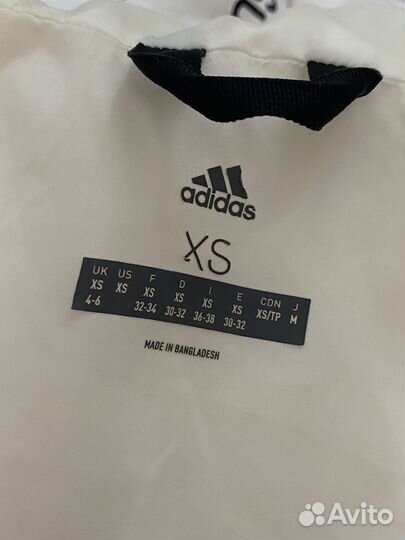 adidas
XS
UK US F D I E CDN J
XS XS XS XS XS XS XS/TP M
4-6 32-34 30-32 36-38 30-32
MADE IN BANGLADESH
Avito